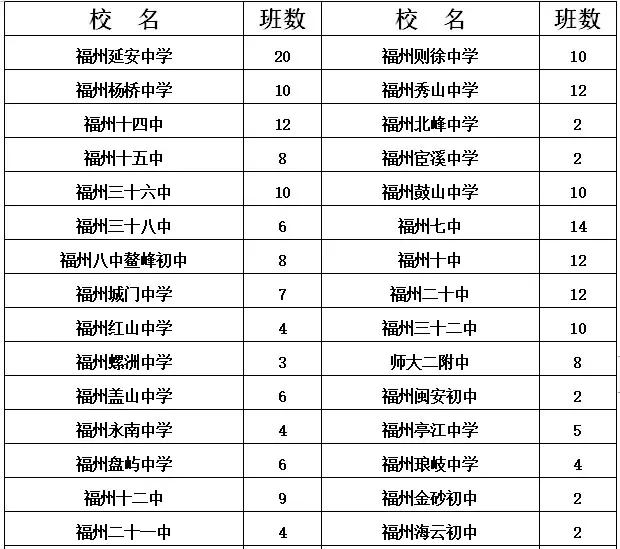 校 名 班数 校 名 班数
福州延安中学 20 福州则徐中学 10
福州杨桥中学 10 福州秀山中学 12
福州十四中 12 福州北峰中学 2
福州十五中 8 福州宦溪中学 2
福州三十六中 10 福州鼓山中学 10
福州三十八中 6 福州七中 14
福州八中鳌峰初中 8 福州十中 12
福州城门中学 7 福州二十中 12
福州红山中学 4 福州三十二中 10
福州螺洲中学 3 师大二附中 8
福州盖山中学 6 福州闽安初中 2
福州永南中学 4 福州亭江中学 5
福州盘屿中学 6 福州琅岐中学 4
福州十二中 9 福州金砂初中 2
福州二十一中 4 福州海云初中 2